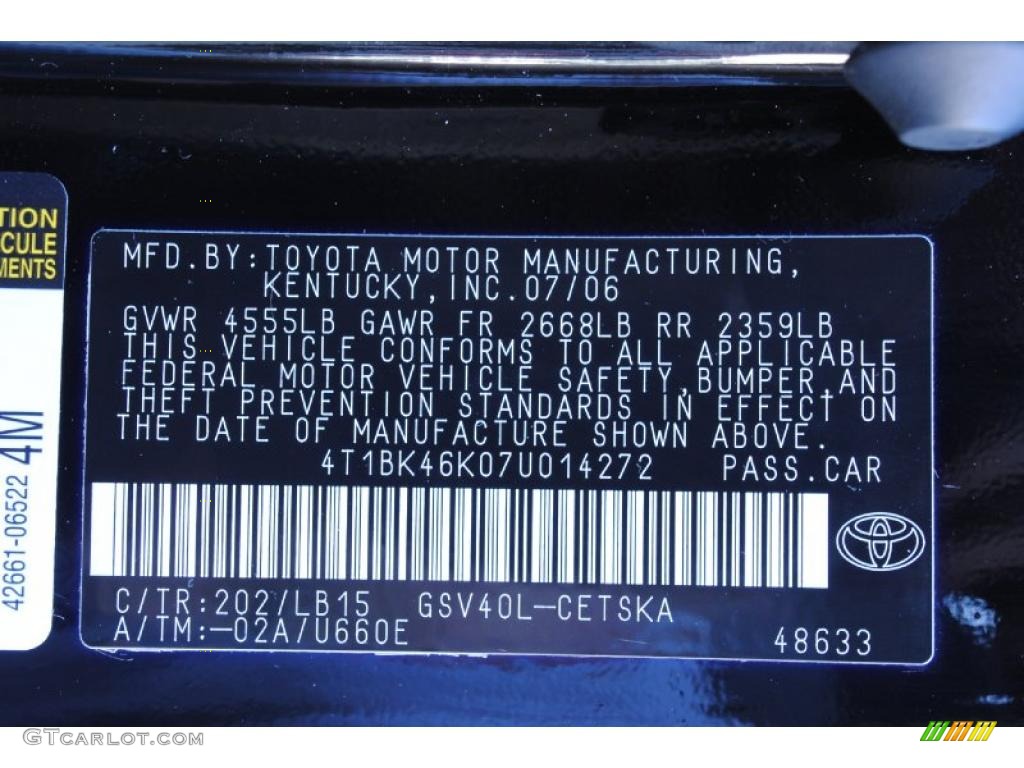 TION
CULE
MENTS
42661-06522 4M
MFD.BY:TOYOTA MOTOR MANUFACTURING,
KENTUCKY,INC.07/06
GVWR 4555LB GAWR FR 2668LB RR 2359LB
THIS VEHICLE CONFORMS TO ALL APPLICABLE
FEDERAL MOTOR VEHICLE SAFETY,BUMPER,AND
THEFT PREVENTION STANDARDS IN EFFECT ON
THE DATE OF MANUFACTURE SHOWN ABOVE.
4T1BK46K07U014272 PASS.CAR
C/TR:202/LB15 GSV40L-CETSKA
A/TM:-02A/U660E 48633
GTCarLot.com